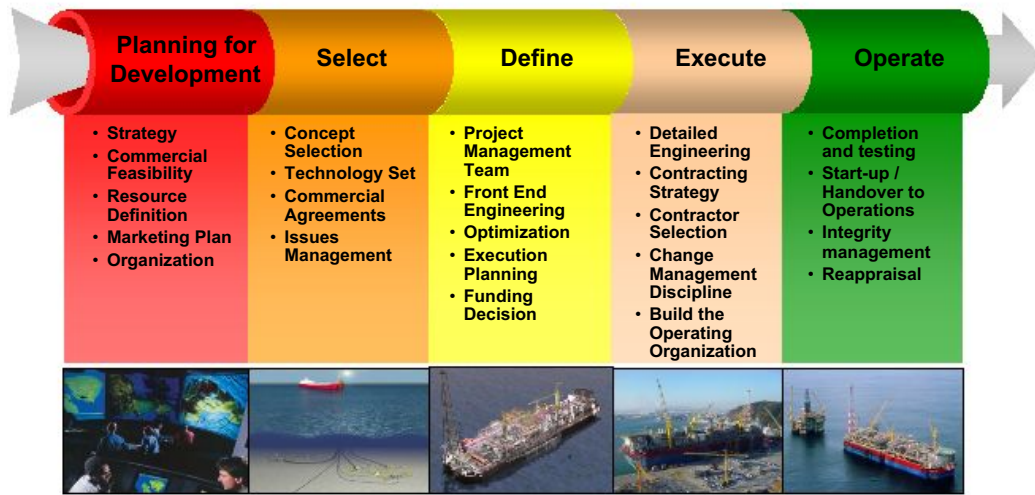 Planning for
Development
Select
Define
Execute
Operate
• Strategy
• Commercial
Feasibility
• Resource
Definition
• Marketing Plan
• Organization
• Concept
Selection
• Technology Set
• Commercial
Agreements
• Issues
Management
• Project
Management
Team
• Front End
Engineering
• Optimization
• Execution
Planning
• Funding
Decision
• Detailed
Engineering
• Contracting
Strategy
• Contractor
Selection
• Change
Management
Discipline
• Build the
Operating
Organization
• Completion
and testing
• Start-up /
Handover to
Operations
• Integrity
management
• Reappraisal